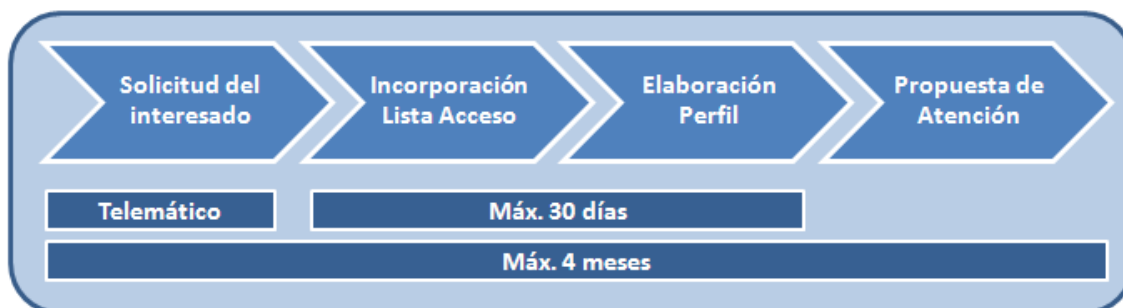 Solicitud del
interesado
Incorporación
Lista Acceso
Elaboración
Perfil
Propuesta de
Atención
Telemático
Máx. 30 días
Máx. 4 meses